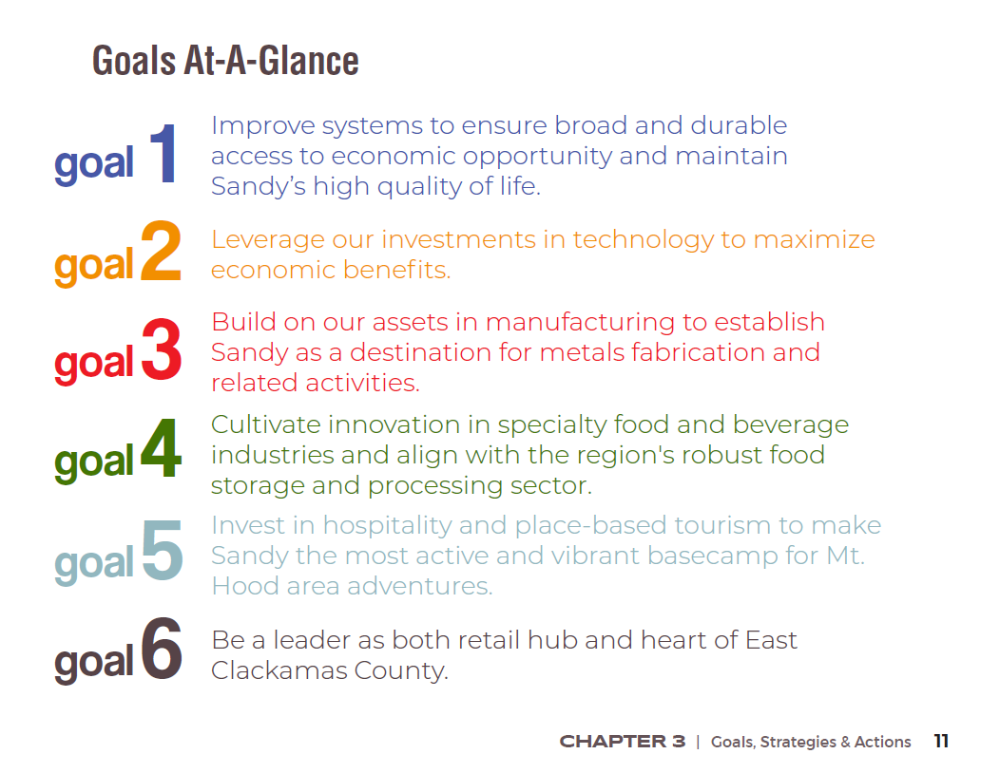 Goals At-A-Glance
goal 1
Improve systems to ensure broad and durable
access to economic opportunity and maintain
Sandy’s high quality of life.
goal 2
Leverage our investments in technology to maximize
economic benefits.
goal 3
Build on our assets in manufacturing to establish
Sandy as a destination for metals fabrication and
related activities.
goal 4
Cultivate innovation in specialty food and beverage
industries and align with the region's robust food
storage and processing sector.
goal 5
Invest in hospitality and place-based tourism to make
Sandy the most active and vibrant basecamp for Mt.
Hood area adventures.
goal 6
Be a leader as both retail hub and heart of East
Clackamas County.
CHAPTER 3 | Goals, Strategies & Actions 11